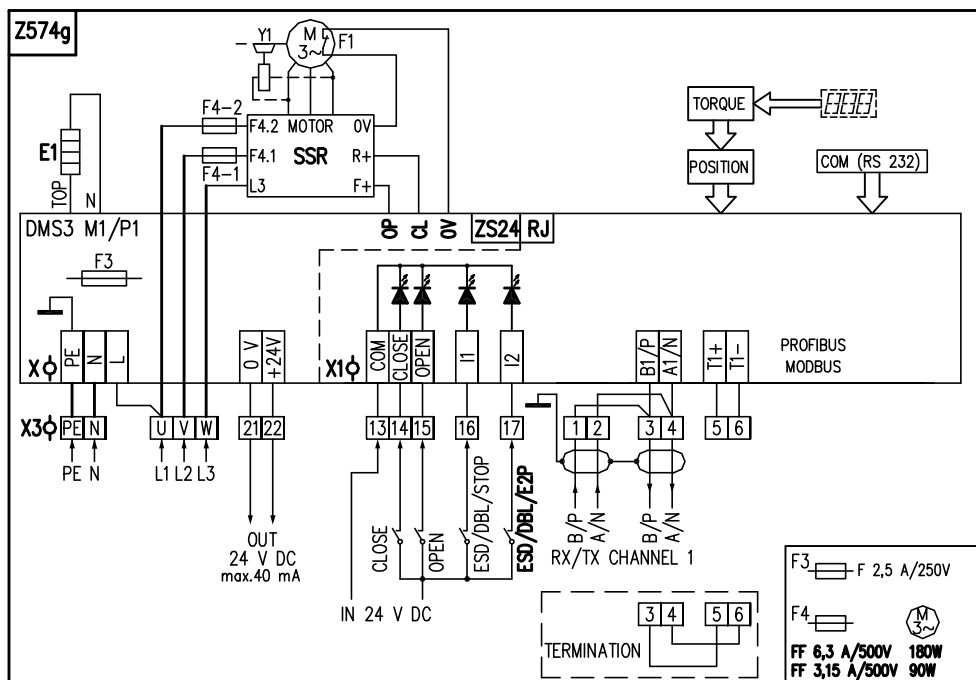 Z574g
Y1
M
3~
F1
F4-2
F4.2
MOTOR
0V
F4.1
SSR
R+
F4-1
L3
F+
E1
TOP
N
TORQUE
POSITION
COM (RS 232)
DMS3 M1/P1
OP
CL
0V
ZS24
RJ
F3
X
PE
N
L
0 V
+24V
X1
COM
CLOSE
OPEN
I1
I2
B1/P
A1/N
T1+
T1-
PROFIBUS
MODBUS
X3
PE
N
U
V
W
21
22
13
14
15
16
17
1
2
3
4
5
6
PE
N
L1
L2
L3
OUT
24 V DC
max.40 mA
CLOSE
OPEN
ESD/DBL/STOP
ESD/DBL/E2P
B/P
A/N
B/P
A/N
RX/TX CHANNEL 1
IN 24 V DC
TERMINATION
3
4
5
6
F3
F 2,5 A/250V
F4
M
3~
FF 6,3 A/500V 180W
FF 3,15 A/500V 90W